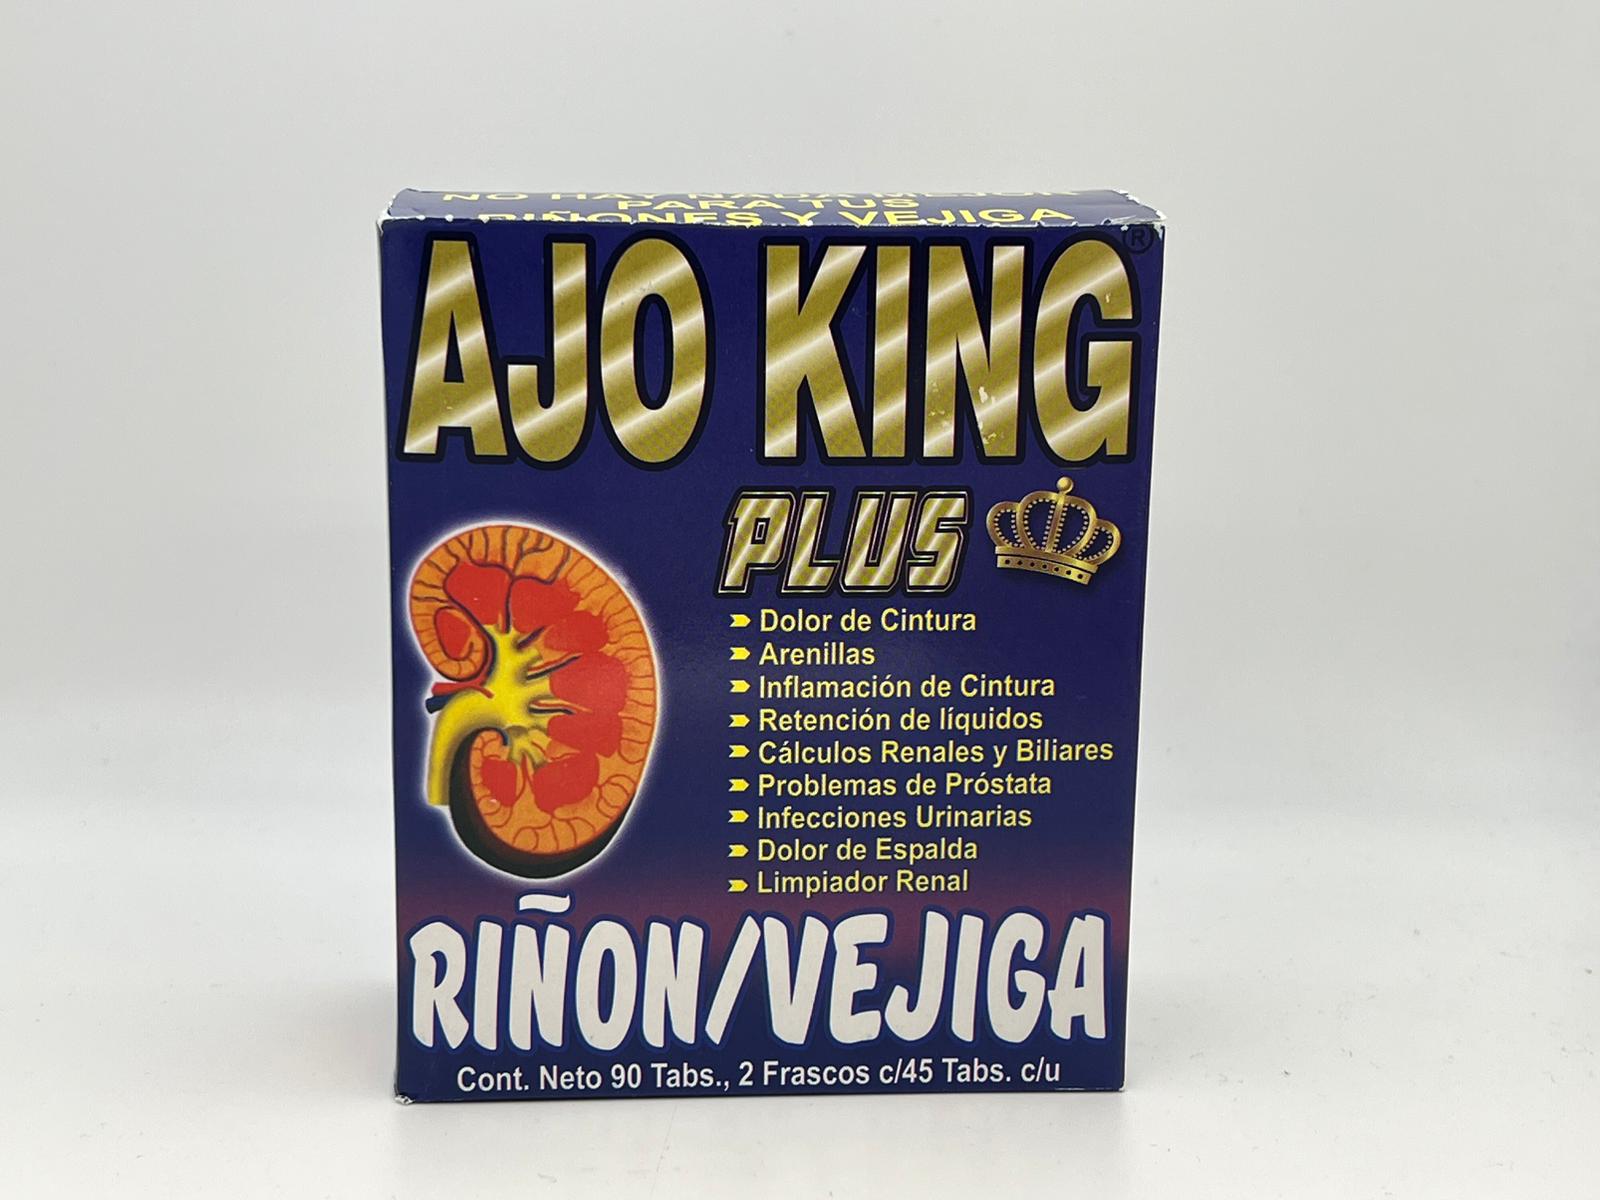 NO HAY NADA MEJOR
PARA TUS
RIÑONES Y VEJIGA
AJO KING®
PLUS
Dolor de Cintura
Arenillas
Inflamación de Cintura
Retención de líquidos
Cálculos Renales y Biliares
Problemas de Próstata
Infecciones Urinarias
Dolor de Espalda
Limpiador Renal
RIÑON/VEJIGA
Cont. Neto 90 Tabs., 2 Frascos c/45 Tabs. c/u